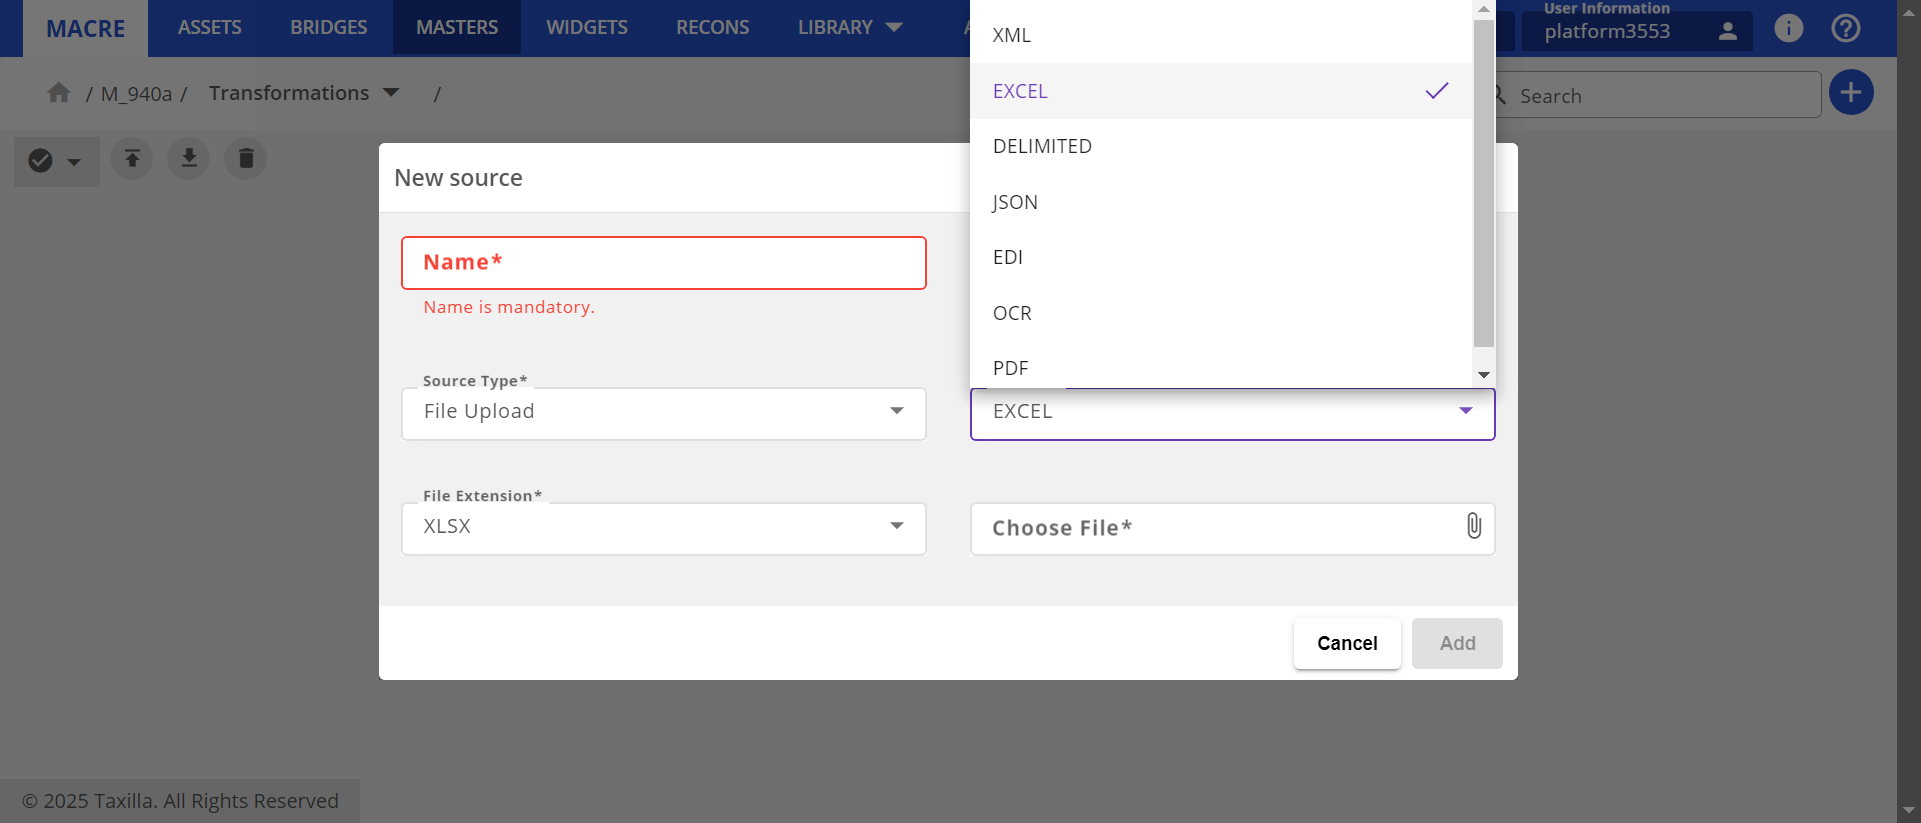 MACRE
ASSETS
BRIDGES
MASTERS
WIDGETS
RECONS
LIBRARY
User Information
platform3553
/ M_940a / Transformations /
Search
New source
Name*
Name is mandatory.
XML
EXCEL
DELIMITED
JSON
EDI
OCR
PDF
Source Type*
File Upload
EXCEL
File Extension*
XLSX
Choose File*
Cancel
Add
© 2025 Taxilla. All Rights Reserved